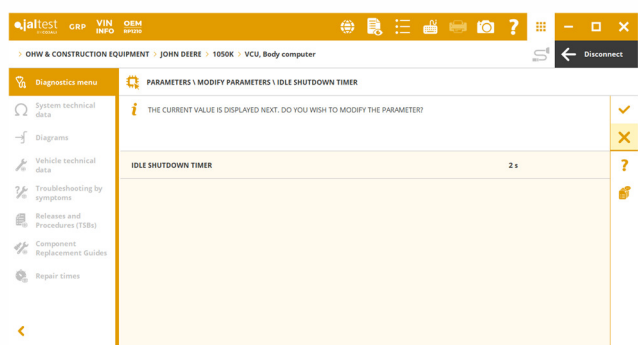 jaltest GRP VIN INFO OEM
> OHW & CONSTRUCTION EQUIPMENT > JOHN DEERE > 1050K > VCU, Body computer
Disconnect
Diagnostics menu
System technical
data
Diagrams
Vehicle technical
data
Troubleshooting by
symptoms
Releases and
Procedures (TSBs)
Component
Replacement Guides
Repair times
PARAMETERS \ MODIFY PARAMETERS \ IDLE SHUTDOWN TIMER
THE CURRENT VALUE IS DISPLAYED NEXT. DO YOU WISH TO MODIFY THE PARAMETER?
IDLE SHUTDOWN TIMER 2 s